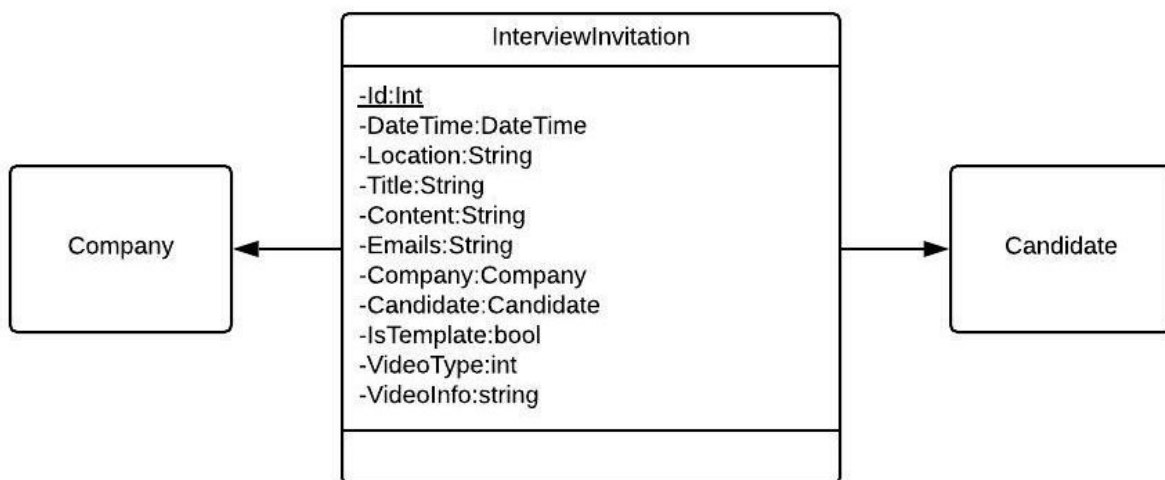 InterviewInvitation
-Id:Int
-DateTime:DateTime
-Location:String
-Title:String
-Content:String
-Emails:String
-Company:Company
-Candidate:Candidate
-IsTemplate:bool
-VideoType:int
-VideoInfo:string
Company
Candidate